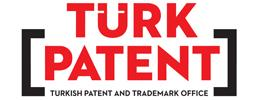 TÜRK
PATENT
TURKISH PATENT AND TRADEMARK OFFICE